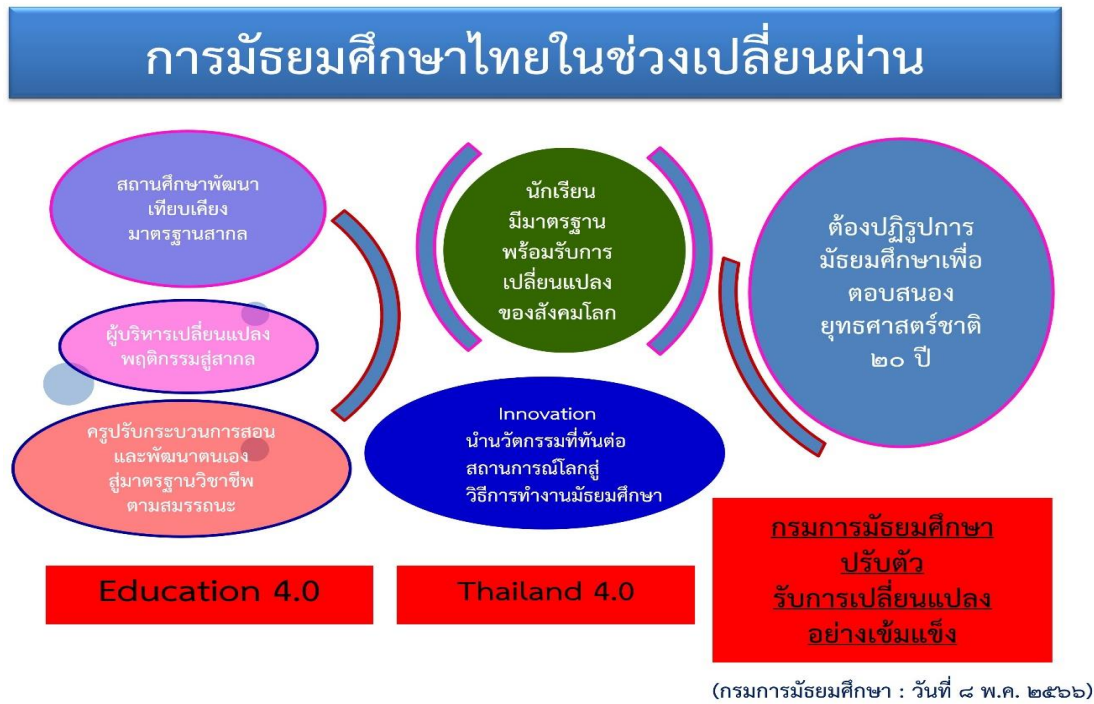 การมัธยมศึกษาไทยในช่วงเปลี่ยนผ่าน
สถานศึกษาพัฒนา
เทียบเคียง
มาตรฐานสากล
ผู้บริหารเปลี่ยนแปลง
พฤติกรรมสู่สากล
ครูปรับกระบวนการสอน
และพัฒนาตนเอง
สู่มาตรฐานวิชาชีพ
ตามสมรรถนะ
Education 4.0
นักเรียน
มีมาตรฐาน
พร้อมรับการ
เปลี่ยนแปลง
ของสังคมโลก
Innovation
นำนวัตกรรมที่ทันต่อ
สถานการณ์โลกสู่
วิธีการทำงานมัธยมศึกษา
Thailand 4.0
ต้องปฏิรูปการ
มัธยมศึกษาเพื่อ
ตอบสนอง
ยุทธศาสตร์ชาติ
๒๐ ปี
กรมการมัธยมศึกษา
ปรับตัว
รับการเปลี่ยนแปลง
อย่างเข้มแข็ง
(กรมการมัธยมศึกษา : วันที่ ๘ พ.ค. ๒๕๖๖)